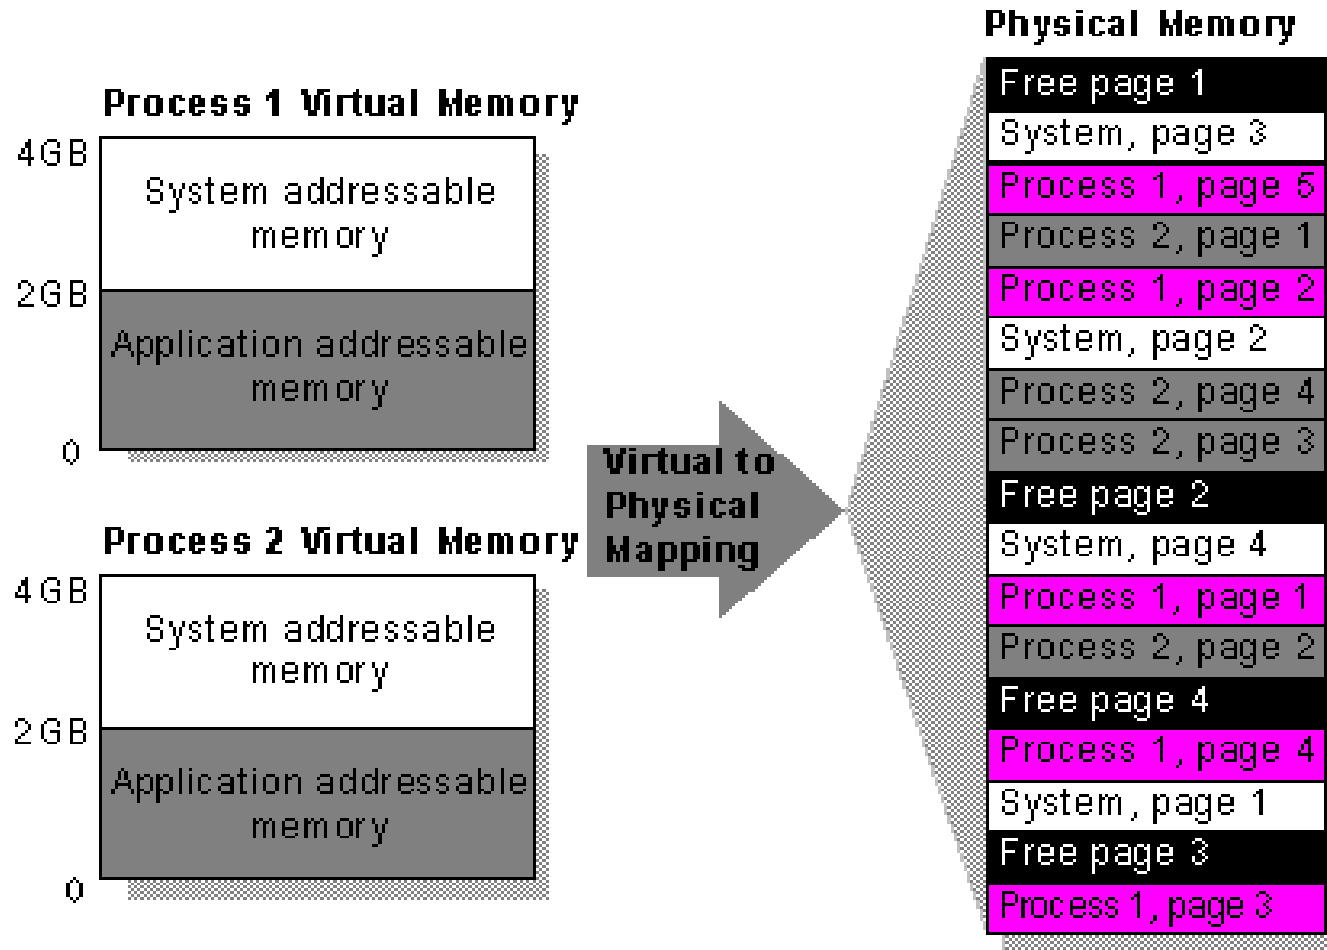 Physical Memory
Process 1 Virtual Memory
4GB
System addressable
memory
2GB
Application addressable
memory
0
Process 2 Virtual Memory
4GB
System addressable
memory
2GB
Application addressable
memory
0
Virtual to
Physical
Mapping
Free page 1
System, page 3
Process 1, page 5
Process 2, page 1
Process 1, page 2
System, page 2
Process 2, page 4
Process 2, page 3
Free page 2
System, page 4
Process 1, page 1
Process 2, page 2
Free page 4
Process 1, page 4
System, page 1
Free page 3
Process 1, page 3